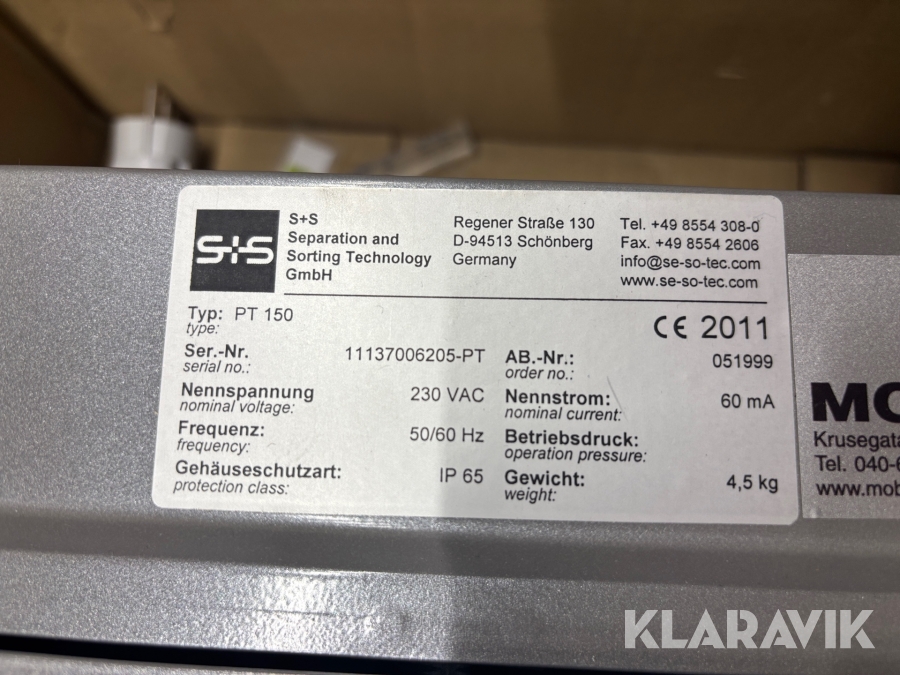 S+S
S+S
Separation and
Sorting Technology
GmbH
Regener Straße 130
D-94513 Schönberg
Germany
Tel. +49 8554 308-0
Fax. +49 8554 2606
info@se-so-tec.com
www.se-so-tec.com
Typ: PT 150
type:
CE 2011
Ser.-Nr. 11137006205-PT
serial no.:
AB.-Nr.: 051999
order no.:
Nennspannung 230 VAC
nominal voltage:
Nennstrom: 60 mA
nominal current:
Frequenz: 50/60 Hz
frequency:
Betriebsdruck:
operation pressure:
Gehäuseschutzart: IP 65
protection class:
Gewicht: 4,5 kg
weight:
Tel. 040-6
KLARAVIK